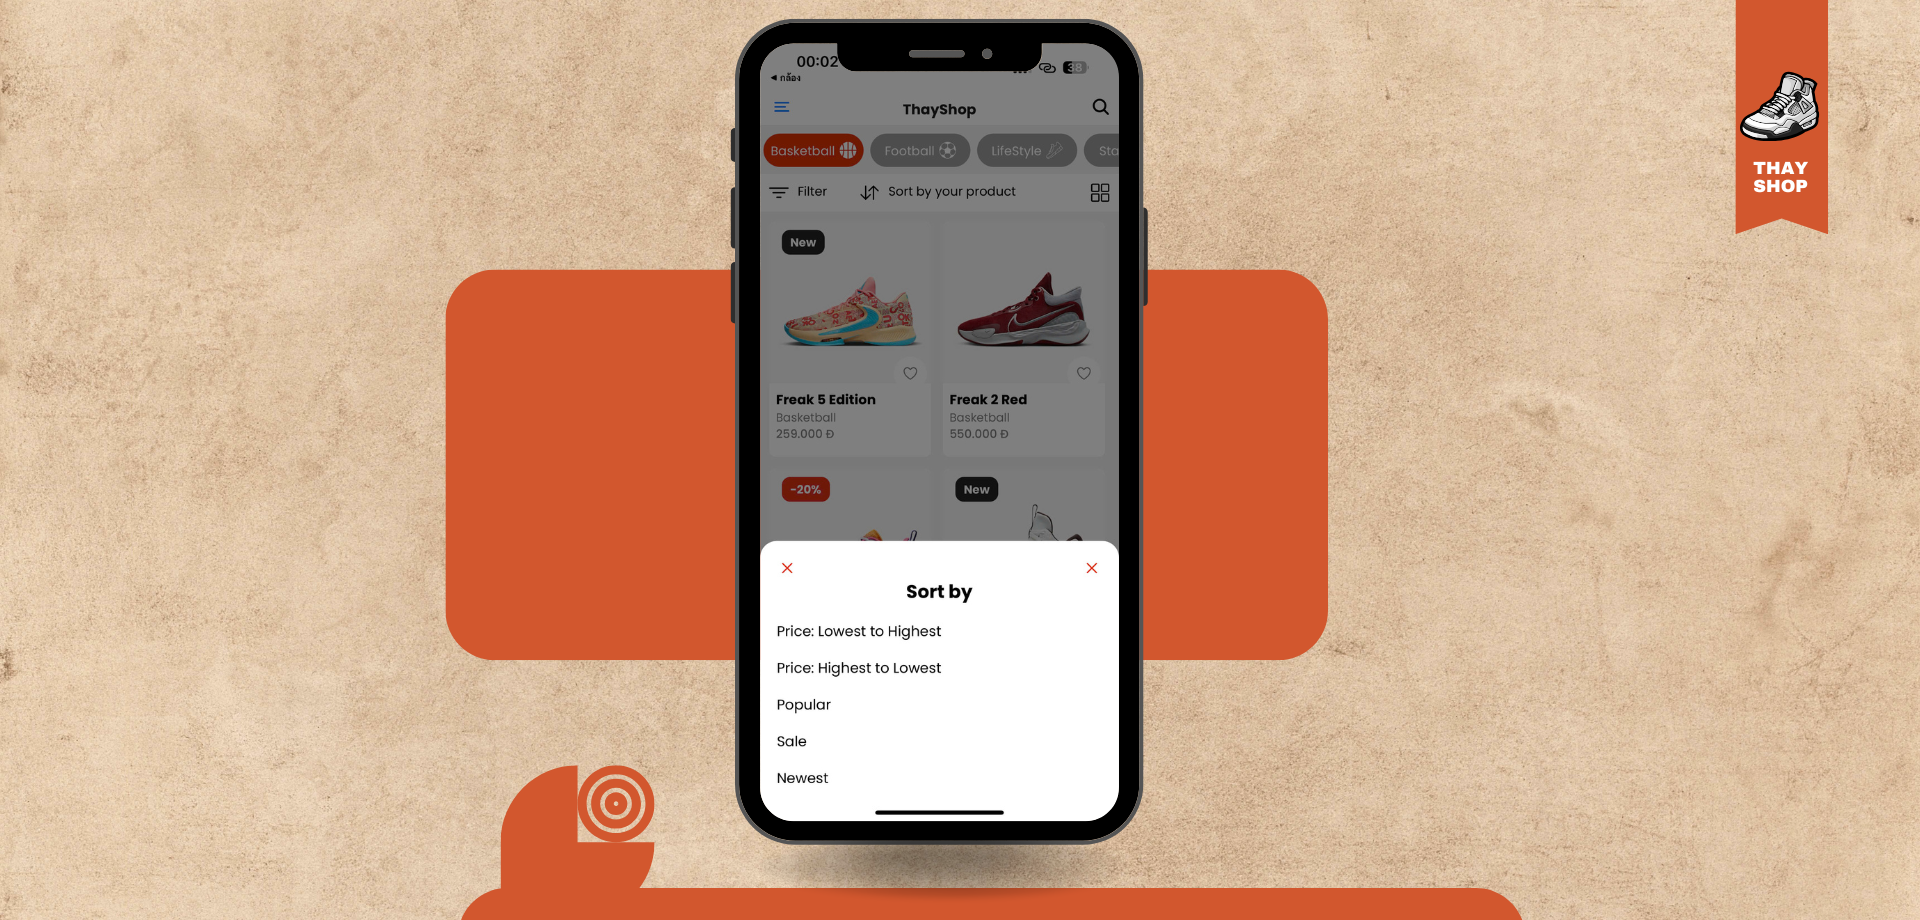 00:02
38
◀ กล้อง
ThayShop
Basketball
Football
LifeStyle
Sta
Filter
Sort by your product
New
Freak 5 Edition
Basketball
259.000 Đ
Freak 2 Red
Basketball
550.000 Đ
-20%
New
Sort by
Price: Lowest to Highest
Price: Highest to Lowest
Popular
Sale
Newest
THAY
SHOP